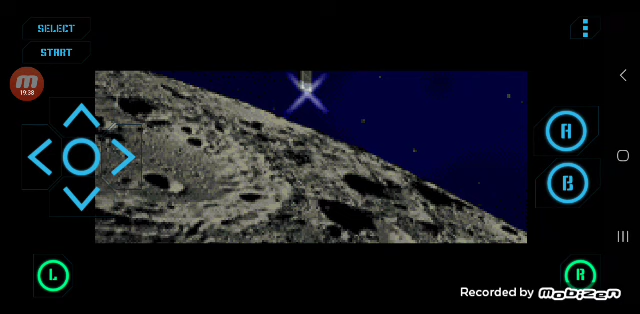 SELECT
START
19:38
A
B
L
R
Recorded by MOBIZEN